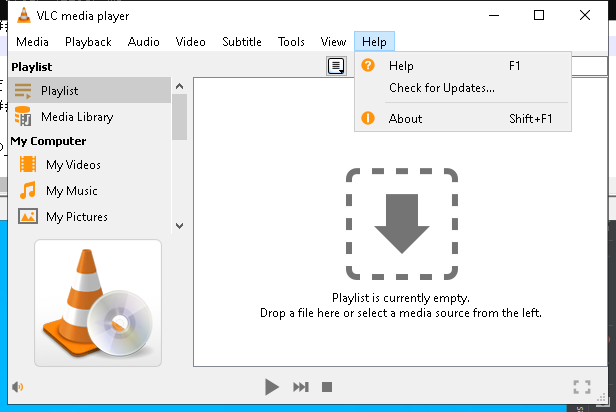 VLC media player
Media Playback Audio Video Subtitle Tools View Help
Playlist
Playlist
Media Library
My Computer
My Videos
My Music
My Pictures
Help F1
Check for Updates...
About Shift+F1
Playlist is currently empty.
Drop a file here or select a media source from the left.